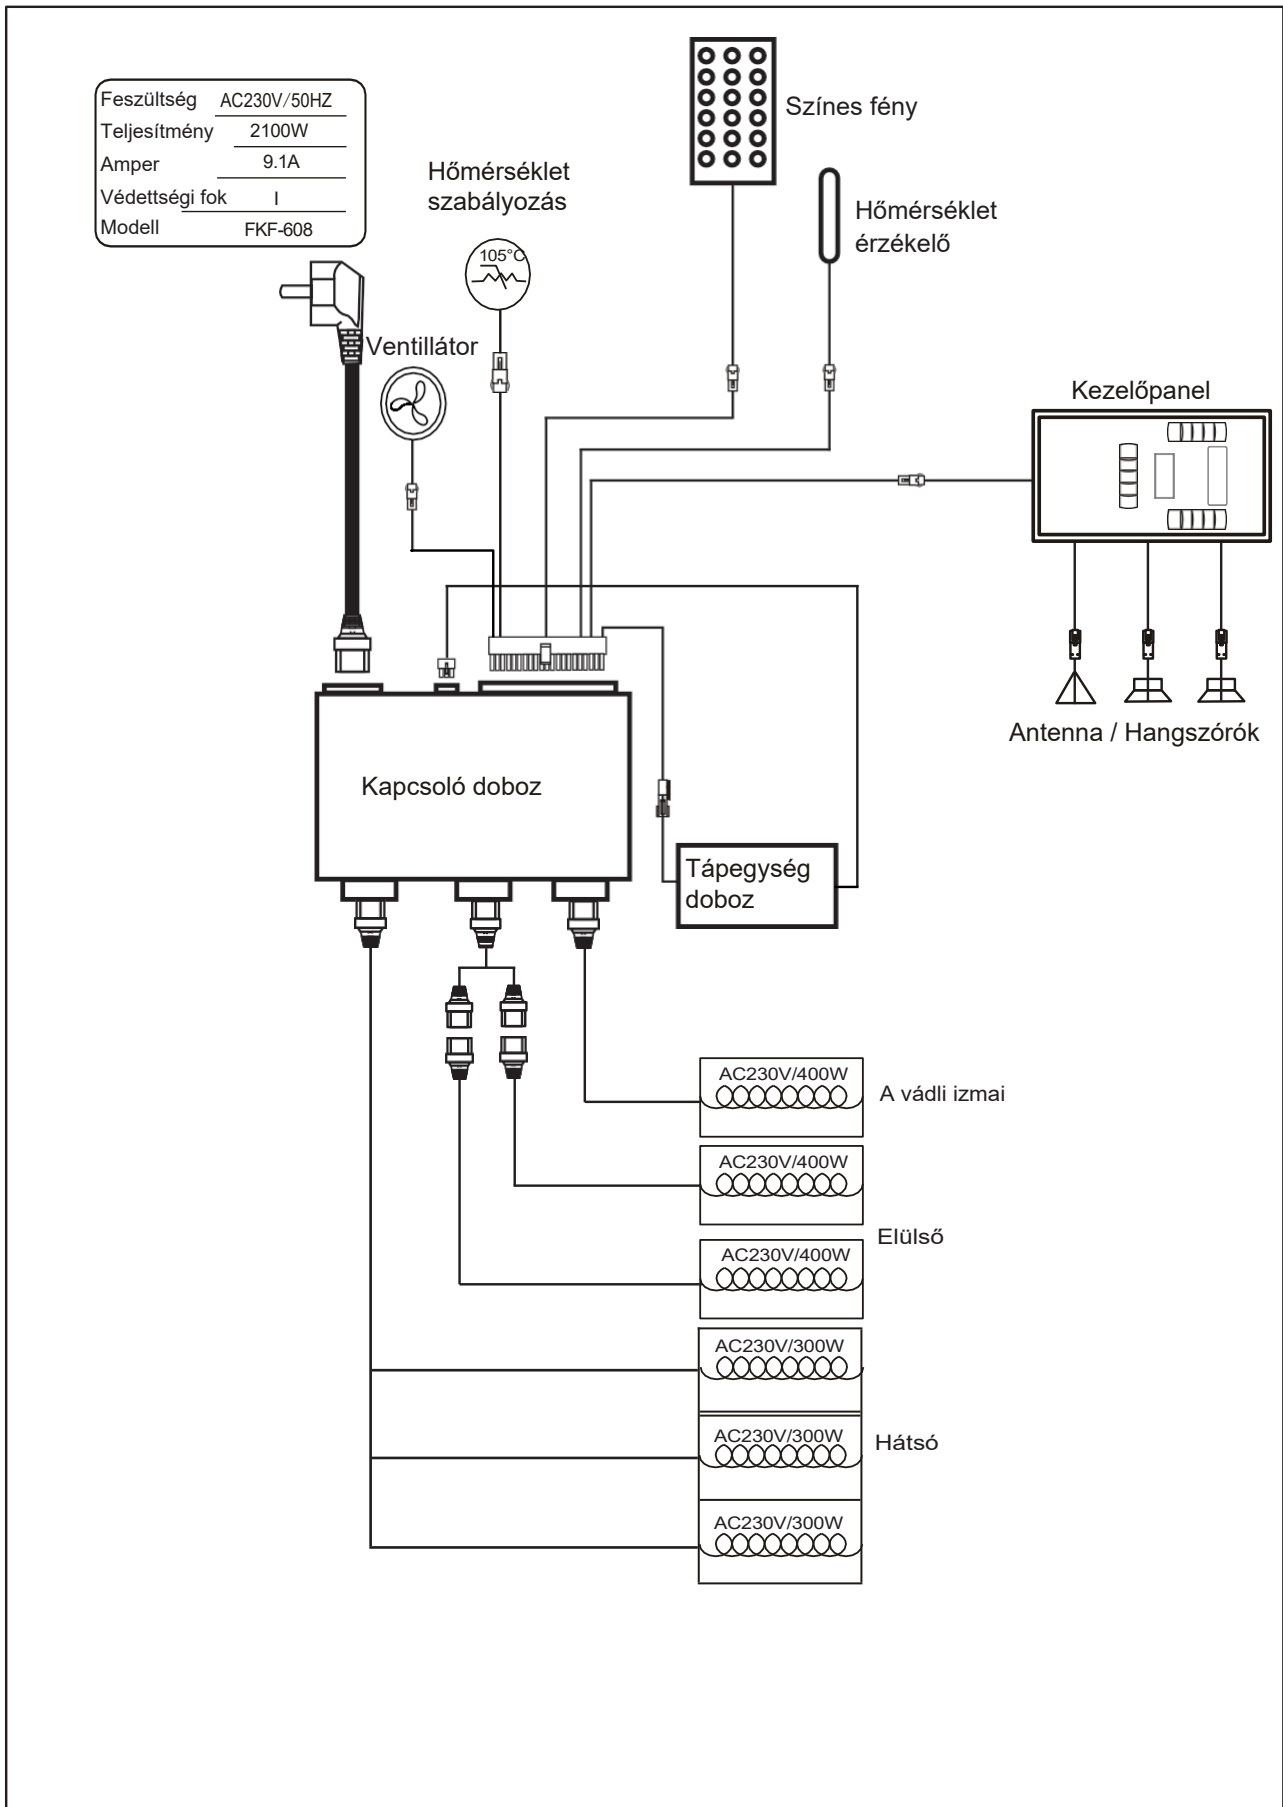 Feszültség AC230V/50HZ
Teljesítmény 2100W
Amper 9.1A
Védettségi fok I
Modell FKF-608
Színes fény
Hőmérséklet
szabályozás
105°C
Hőmérséklet
érzékelő
Ventillátor
Kezelőpanel
Antenna / Hangszórók
Kapcsoló doboz
Tápegység
doboz
AC230V/400W
A vádli izmai
AC230V/400W
Elülső
AC230V/400W
AC230V/300W
AC230V/300W
Hátsó
AC230V/300W